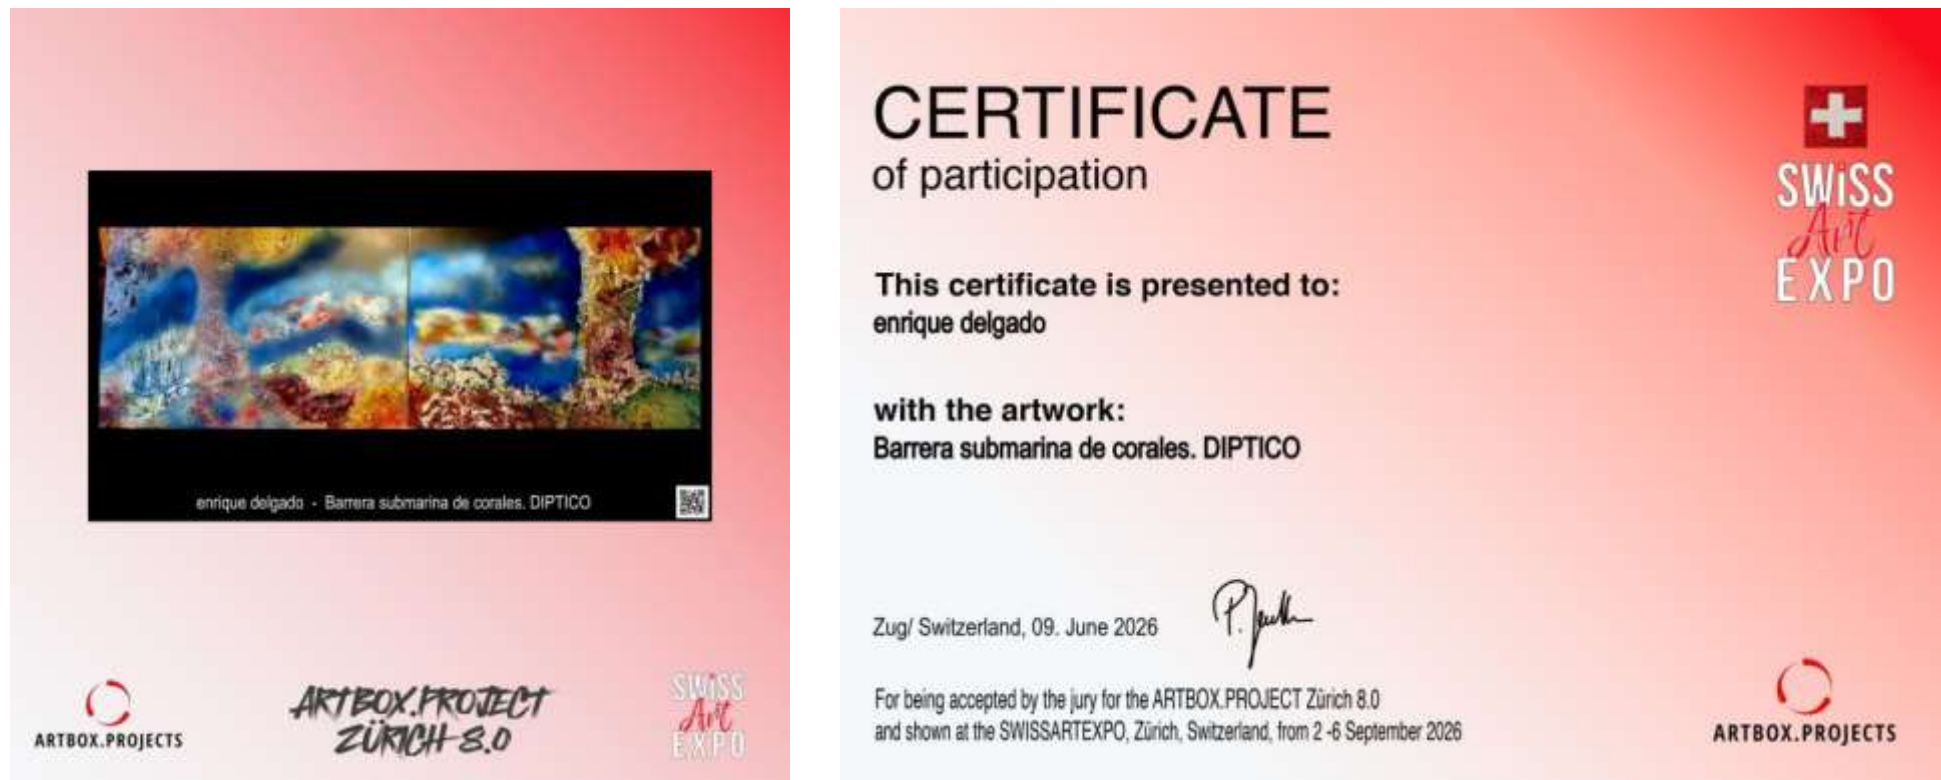 enrique delgado - Barrera submarina de corales. DIPTICO
ARTBOX.PROJECTS
ARTBOX.PROJECT
ZÜRICH 8.0
SWiSS
Art
EXPO
CERTIFICATE
of participation
This certificate is presented to:
enrique delgado
with the artwork:
Barrera submarina de corales. DIPTICO
Zug/ Switzerland, 09. June 2026
For being accepted by the jury for the ARTBOX.PROJECT Zürich 8.0
and shown at the SWISSARTEXPO, Zürich, Switzerland, from 2 -6 September 2026
SWiSS
Art
EXPO
ARTBOX.PROJECTS